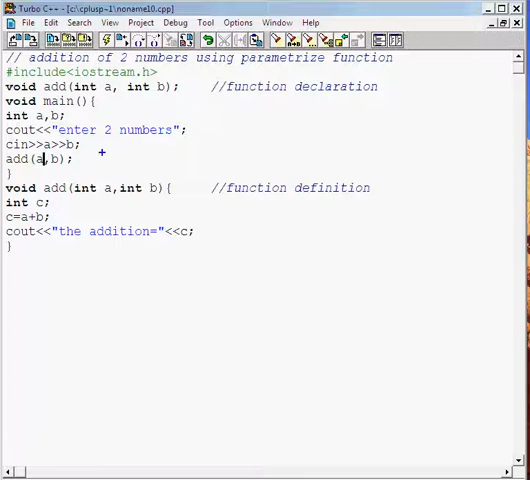 Turbo C++ - [c:\cplusp~1\noname10.cpp]
File Edit Search View Project Debug Tool Options Window Help
// addition of 2 numbers using parametrize function
#include<iostream.h>
void add(int a, int b); //function declaration
void main(){
int a,b;
cout<<"enter 2 numbers";
cin>>a>>b;
add(a,b);
}
void add(int a,int b){ //function definition
int c;
c=a+b;
cout<<"the addition="<<c;
}